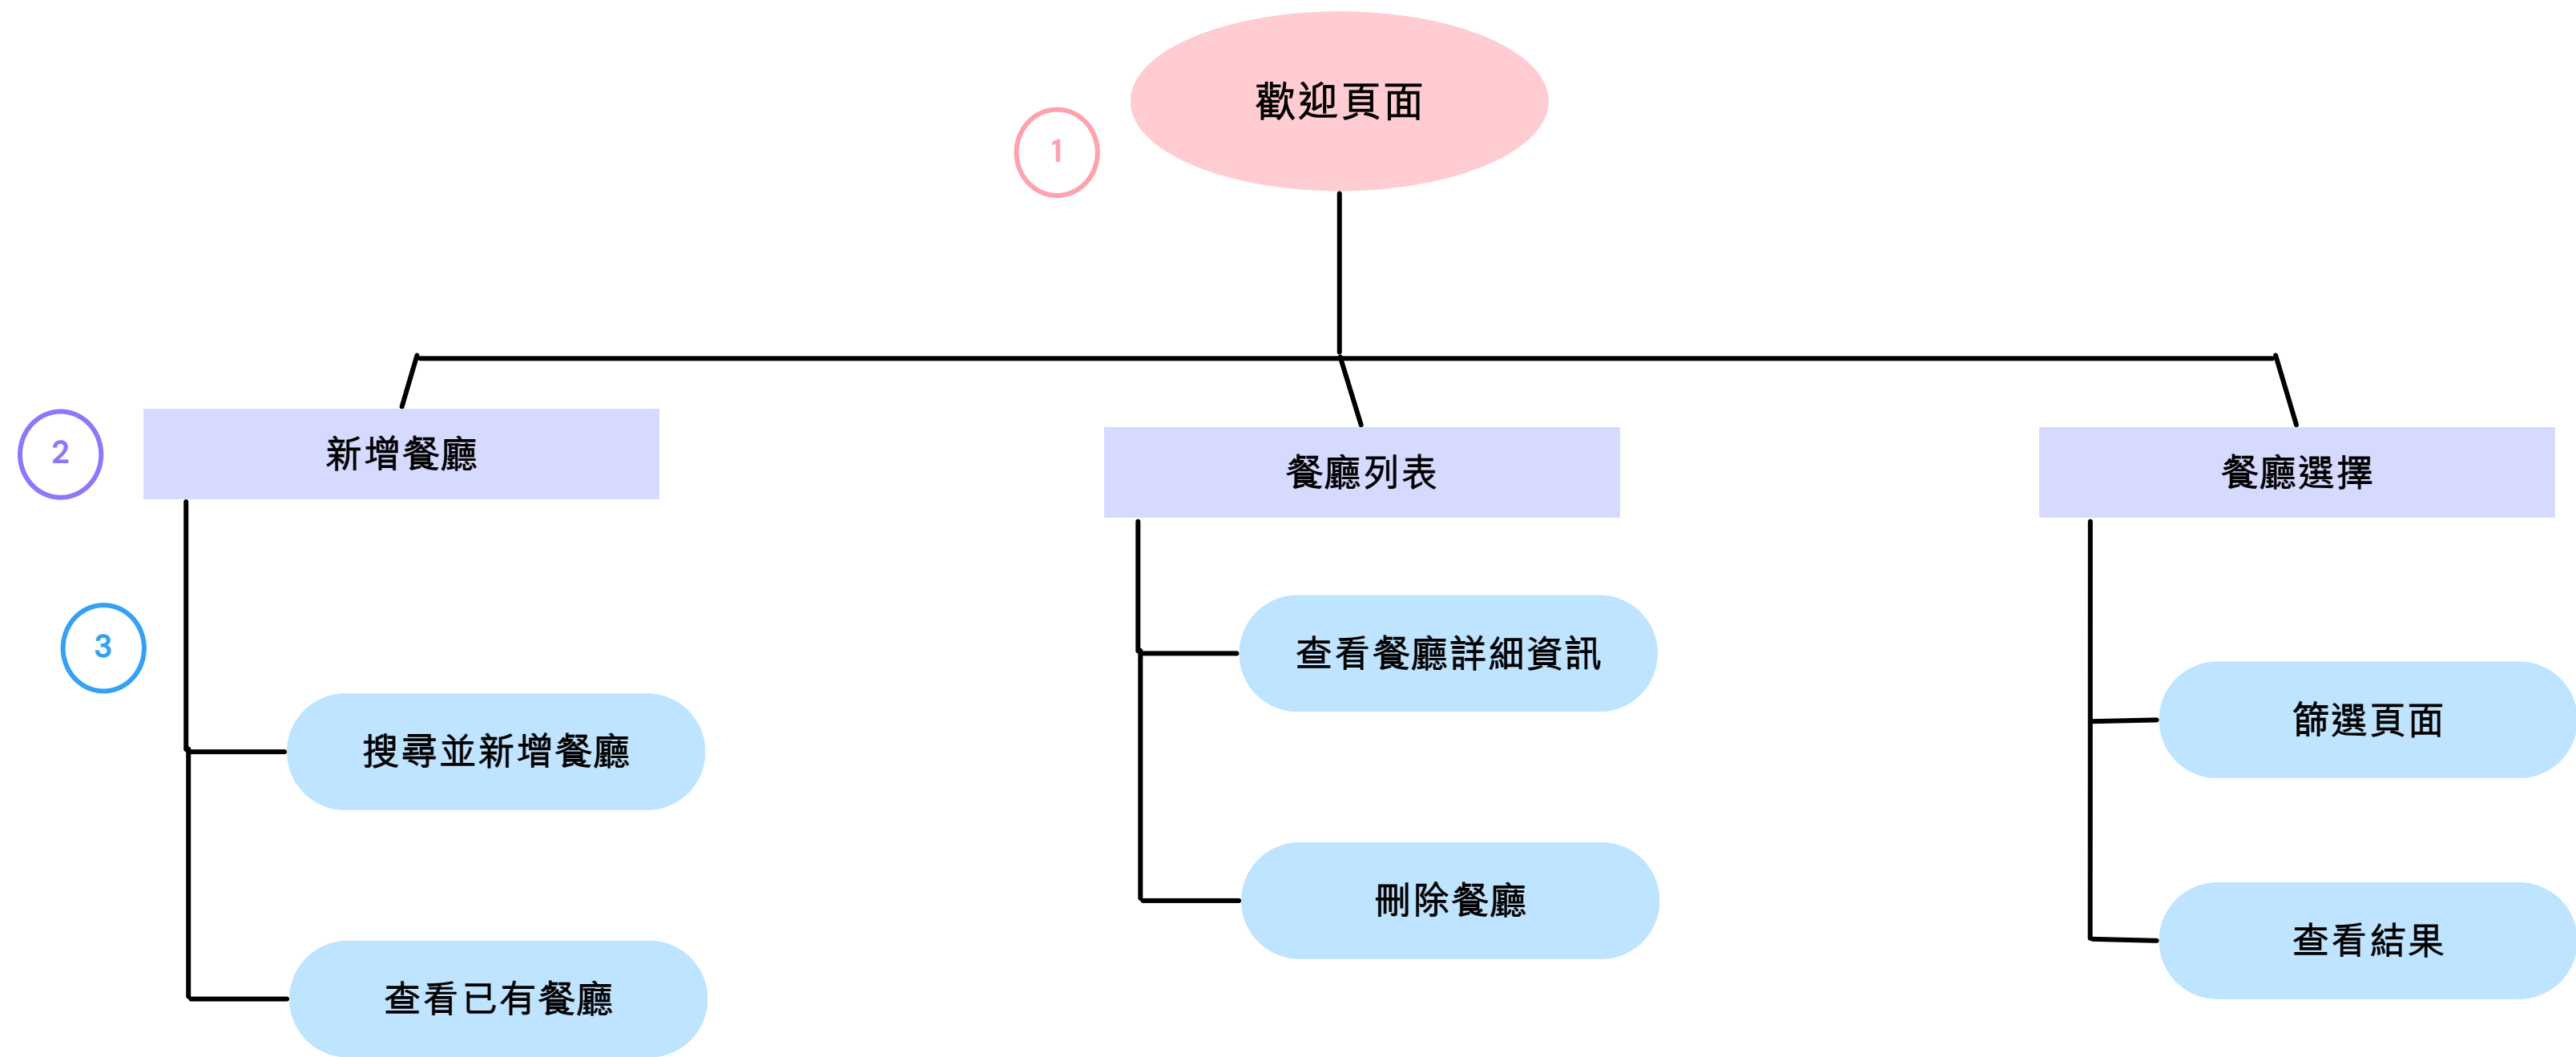 歡迎頁面
1
2
新增餐廳
餐廳列表
餐廳選擇
3
搜尋並新增餐廳
查看已有餐廳
查看餐廳詳細資訊
刪除餐廳
篩選頁面
查看結果